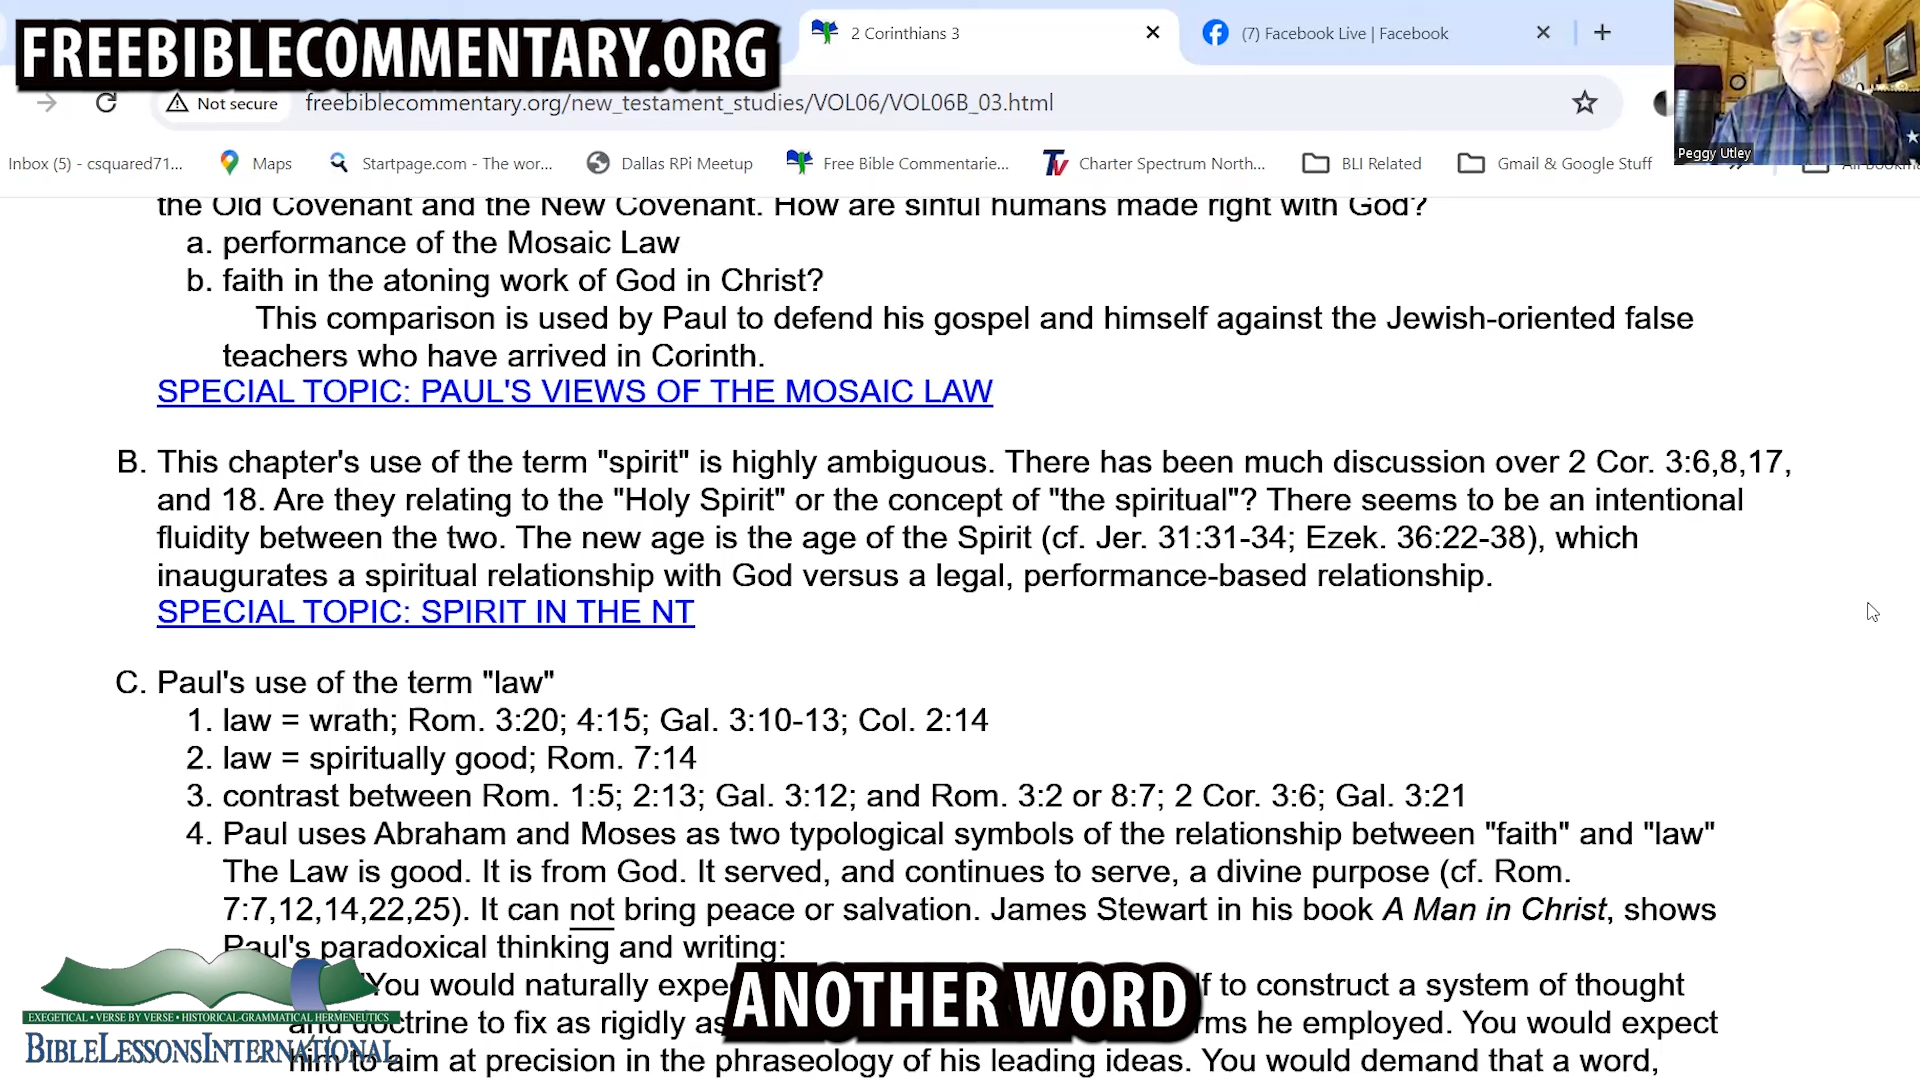 FREEBIBLECOMMENTARY.ORG
2 Corinthians 3
(7) Facebook Live | Facebook
Not secure
freebiblecommentary.org/new_testament_studies/VOL06/VOL06B_03.html
Peggy Utley
Inbox (5) - csquared71...
Maps
Startpage.com - The wor...
Dallas RPi Meetup
Free Bible Commentarie...
Charter Spectrum North...
BLI Related
Gmail & Google Stuff
»
the Old Covenant and the New Covenant. How are sinful humans made right with God?
a. performance of the Mosaic Law
b. faith in the atoning work of God in Christ?
This comparison is used by Paul to defend his gospel and himself against the Jewish-oriented false
teachers who have arrived in Corinth.
SPECIAL TOPIC: PAUL'S VIEWS OF THE MOSAIC LAW
B. This chapter's use of the term "spirit" is highly ambiguous. There has been much discussion over 2 Cor. 3:6,8,17,
and 18. Are they relating to the "Holy Spirit" or the concept of "the spiritual"? There seems to be an intentional
fluidity between the two. The new age is the age of the Spirit (cf. Jer. 31:31-34; Ezek. 36:22-38), which
inaugurates a spiritual relationship with God versus a legal, performance-based relationship.
SPECIAL TOPIC: SPIRIT IN THE NT
C. Paul's use of the term "law"
1. law = wrath; Rom. 3:20; 4:15; Gal. 3:10-13; Col. 2:14
2. law = spiritually good; Rom. 7:14
3. contrast between Rom. 1:5; 2:13; Gal. 3:12; and Rom. 3:2 or 8:7; 2 Cor. 3:6; Gal. 3:21
4. Paul uses Abraham and Moses as two typological symbols of the relationship between "faith" and "law"
The Law is good. It is from God. It served, and continues to serve, a divine purpose (cf. Rom.
7:7,12,14,22,25). It can not bring peace or salvation. James Stewart in his book A Man in Christ, shows
Paul's paradoxical thinking and writing:
"You would naturally to construct a system of thought
and doctrine to fix as rigidly as he employed. You would expect
him to aim at precision in the phraseology of his leading ideas. You would demand that a word,
ANOTHER WORD
EXEGETICAL • VERSE BY VERSE • HISTORICAL-GRAMMATICAL HERMENEUTICS
BIBLELESSONSINTERNATIONAL